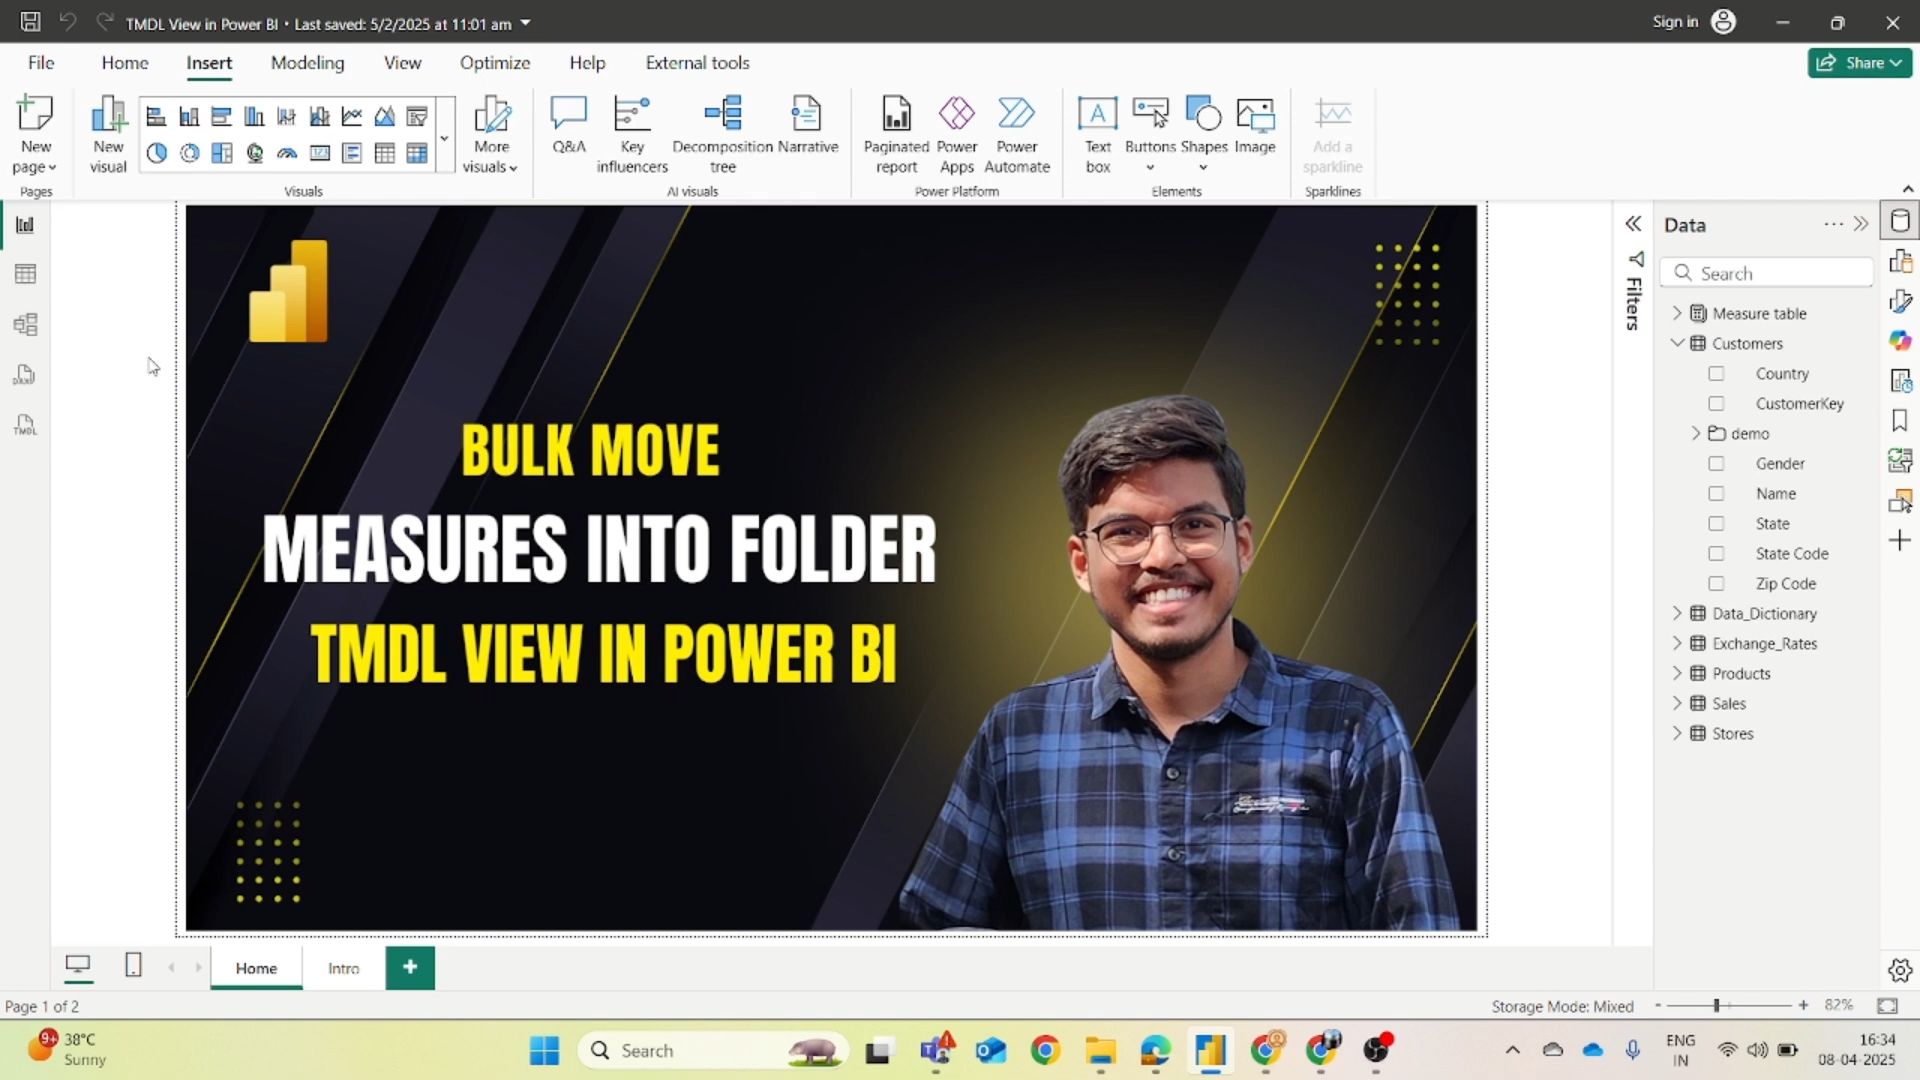 TMDL View in Power BI • Last saved: 5/2/2025 at 11:01 am
Sign in
File
Home
Insert
Modeling
View
Optimize
Help
External tools
Share
New page
New visual
More visuals
Q&A
Key influencers
Decomposition tree
Narrative
Paginated report
Power Apps
Power Automate
Text box
Buttons
Shapes
Image
Add a sparkline
Pages
Visuals
AI visuals
Power Platform
Elements
Sparklines
DAX
TMDL
BULK MOVE
MEASURES INTO FOLDER
TMDL VIEW IN POWER BI
Filters
Data
Search
Measure table
Customers
Country
CustomerKey
demo
Gender
Name
State
State Code
Zip Code
Data_Dictionary
Exchange_Rates
Products
Sales
Stores
Home
Intro
Page 1 of 2
Storage Mode: Mixed
- + 82%
9+
38°C
Sunny
Search
ENG
IN
16:34
08-04-2025